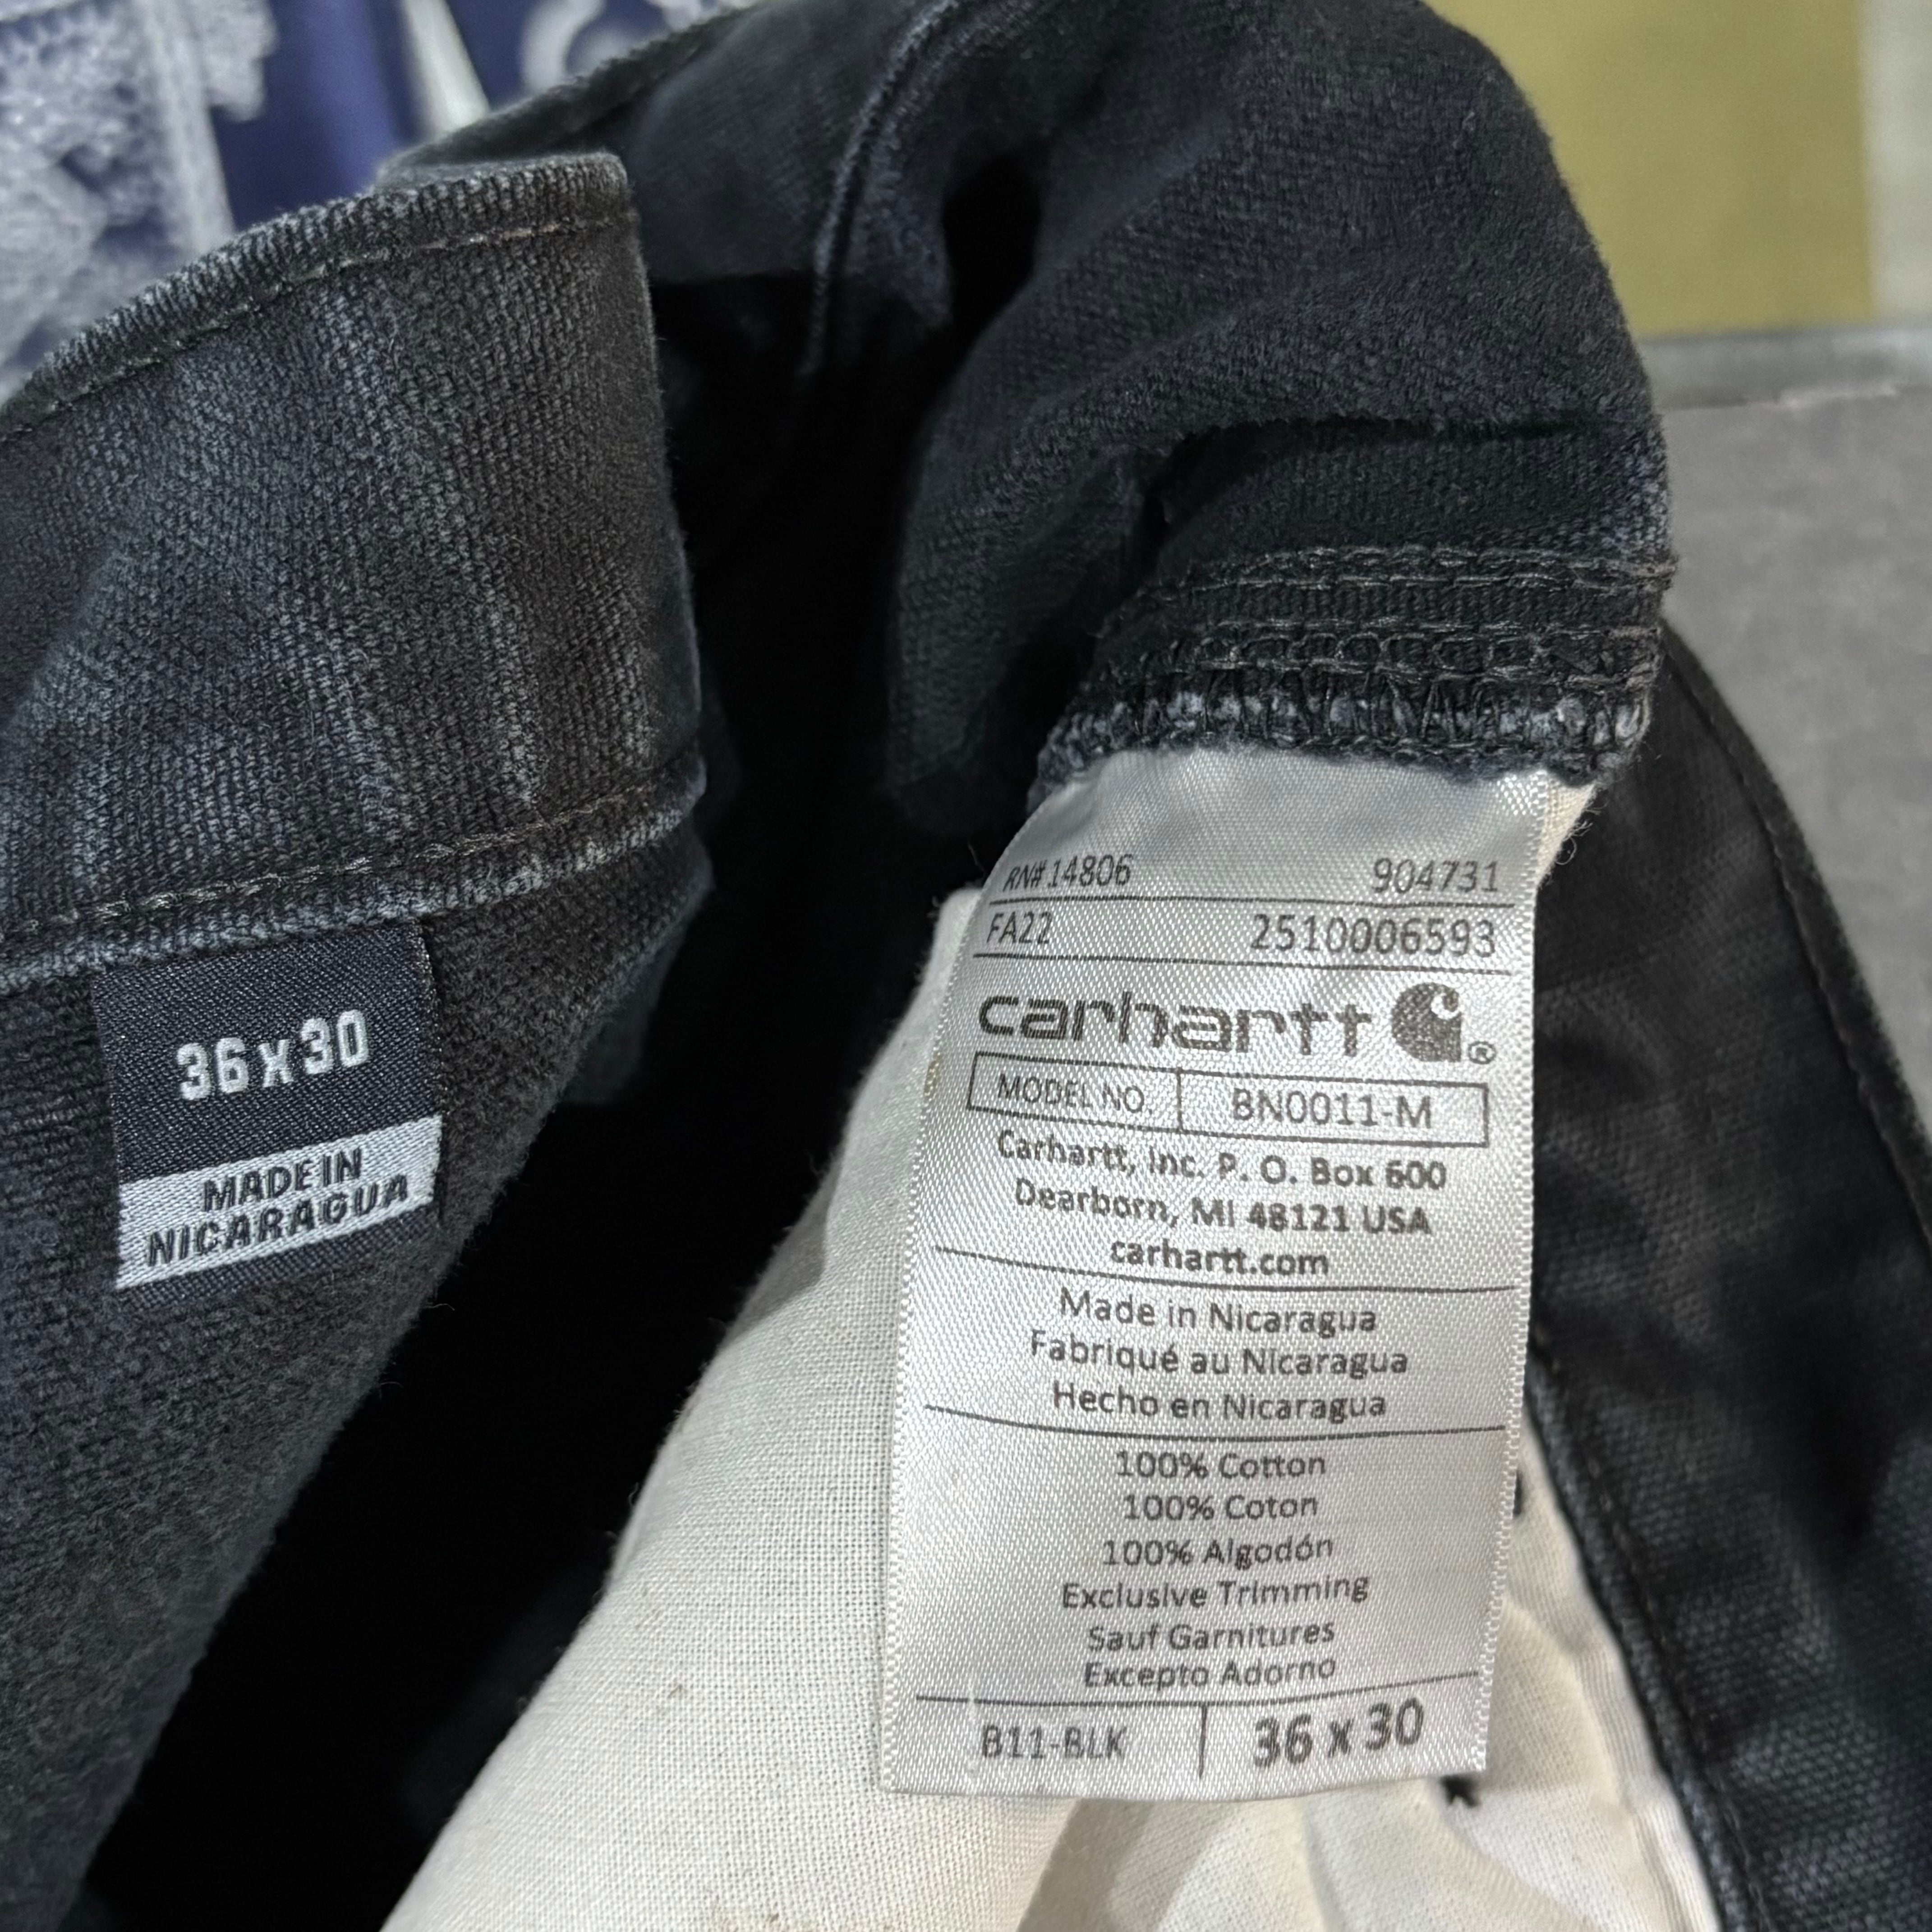 36 x 30
MADE IN
NICARAGUA
RN# 14806 904731
FA22 2510006593
carhartt ®
MODEL NO. BN0011-M
Carhartt, Inc. P. O. Box 600
Dearborn, MI 48121 USA
carhartt.com
Made in Nicaragua
Fabriqué au Nicaragua
Hecho en Nicaragua
100% Cotton
100% Coton
100% Algodón
Exclusive Trimming
Sauf Garnitures
Excepto Adorno
B11-BLK 36 x 30